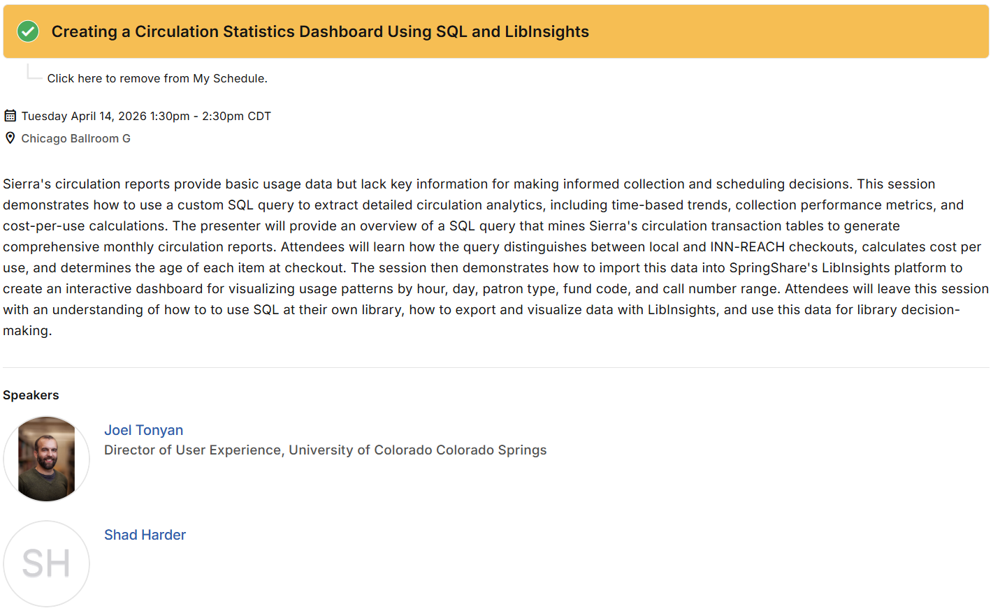 Creating a Circulation Statistics Dashboard Using SQL and LibInsights
Click here to remove from My Schedule.
Tuesday April 14, 2026 1:30pm - 2:30pm CDT
Chicago Ballroom G
Sierra's circulation reports provide basic usage data but lack key information for making informed collection and scheduling decisions. This session
demonstrates how to use a custom SQL query to extract detailed circulation analytics, including time-based trends, collection performance metrics, and
cost-per-use calculations. The presenter will provide an overview of a SQL query that mines Sierra's circulation transaction tables to generate
comprehensive monthly circulation reports. Attendees will learn how the query distinguishes between local and INN-REACH checkouts, calculates cost per
use, and determines the age of each item at checkout. The session then demonstrates how to import this data into SpringShare's LibInsights platform to
create an interactive dashboard for visualizing usage patterns by hour, day, patron type, fund code, and call number range. Attendees will leave this session
with an understanding of how to to use SQL at their own library, how to export and visualize data with LibInsights, and use this data for library decision-
making.
Speakers
Joel Tonyan
Director of User Experience, University of Colorado Colorado Springs
Shad Harder
SH